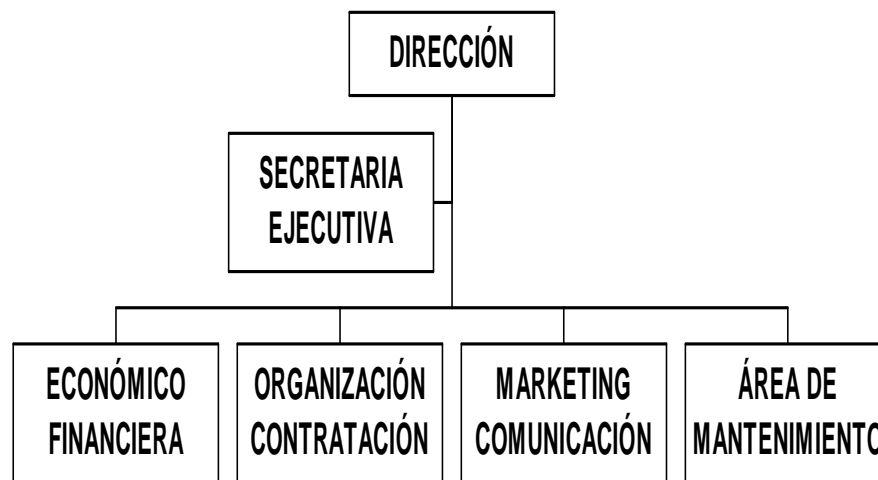 DIRECCIÓN
SECRETARIA
EJECUTIVA
ECONÓMICO
FINANCIERA
ORGANIZACIÓN
CONTRATACIÓN
MARKETING
COMUNICACIÓN
ÁREA DE
MANTENIMIENTO